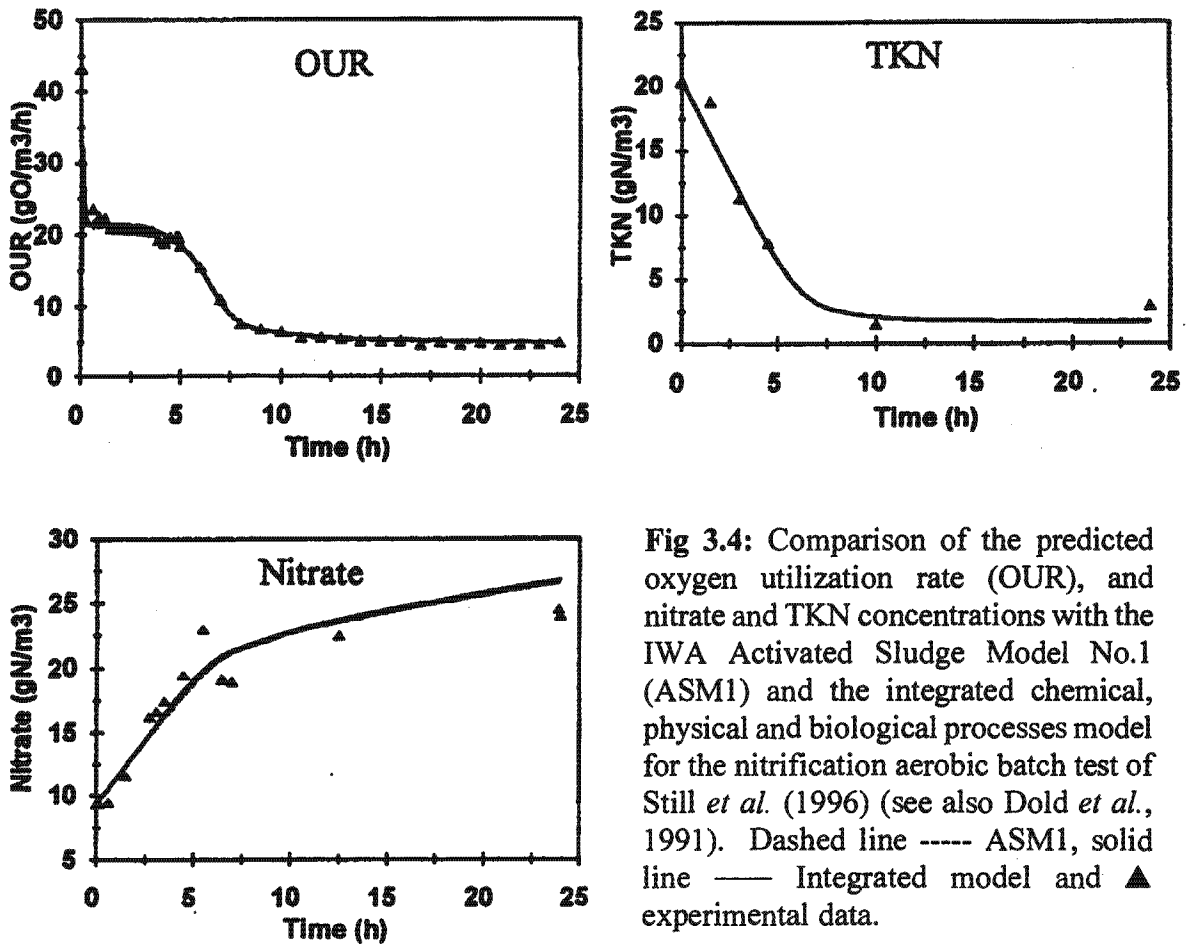 OUR
OUR (gO/m3/h)
50
40
30
20
10
0
0 5 10 15 20 25
Time (h)
TKN
TKN (gN/m3)
25
20
15
10
5
0
0 5 10 15 20 25
Time (h)
Nitrate
Nitrate (gN/m3)
30
25
20
15
10
5
0 5 10 15 20 25
Time (h)
Fig 3.4: Comparison of the predicted
oxygen utilization rate (OUR), and
nitrate and TKN concentrations with the
IWA Activated Sludge Model No.1
(ASM1) and the integrated chemical,
physical and biological processes model
for the nitrification aerobic batch test of
Still et al. (1996) (see also Dold et al.,
1991). Dashed line ----- ASM1, solid
line —— Integrated model and ▲
experimental data.